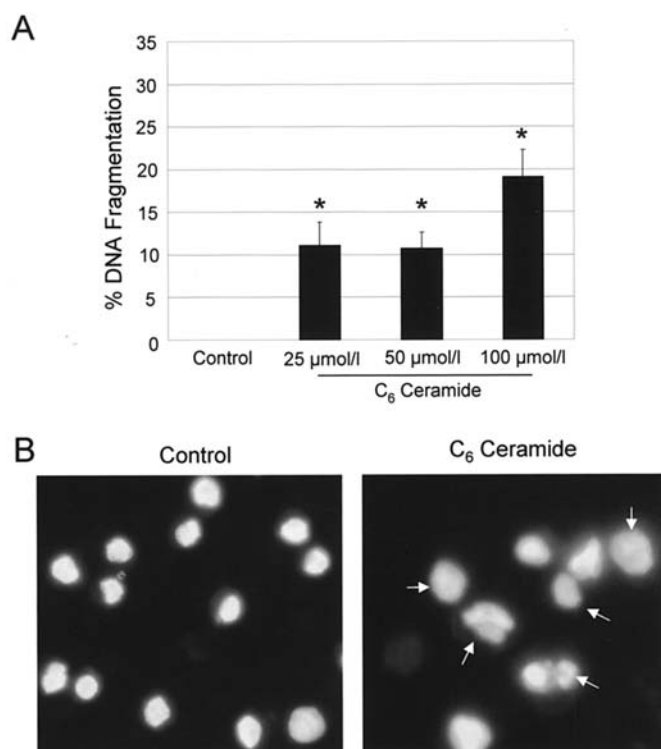 A
35
30
25
20
15
10
5
0
% DNA Fragmentation
* * *
Control 25 µmol/l 50 µmol/l 100 µmol/l
C₆ Ceramide
B
Control C₆ Ceramide